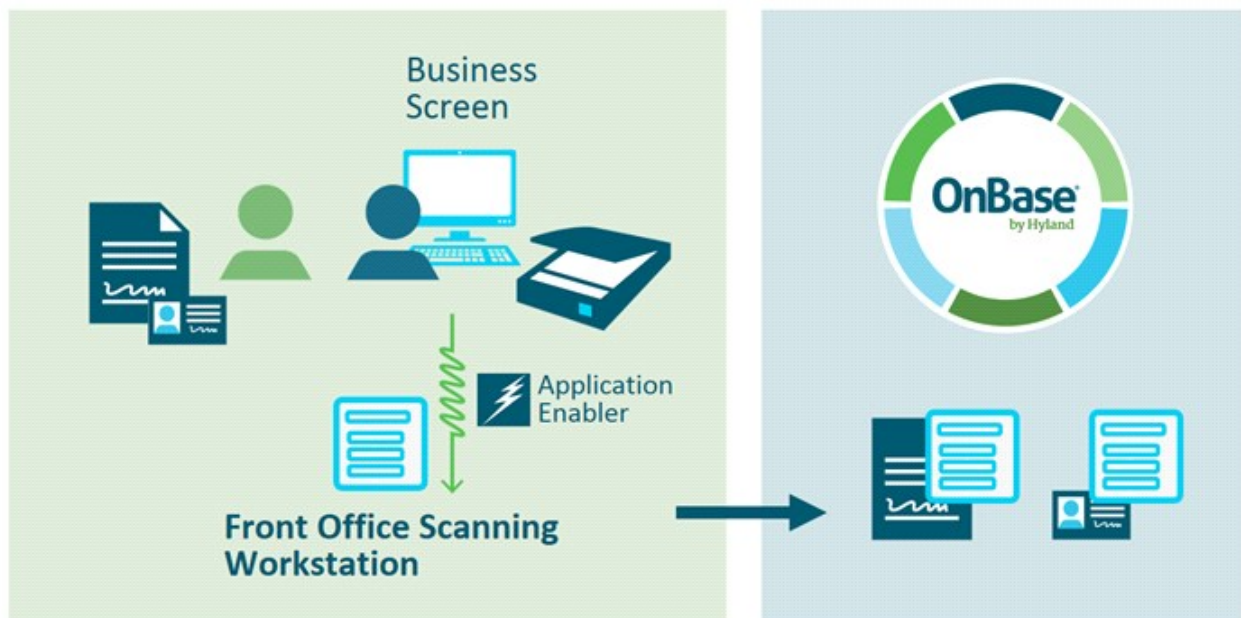 Business
Screen
OnBase®
by Hyland
Application
Enabler
Front Office Scanning
Workstation